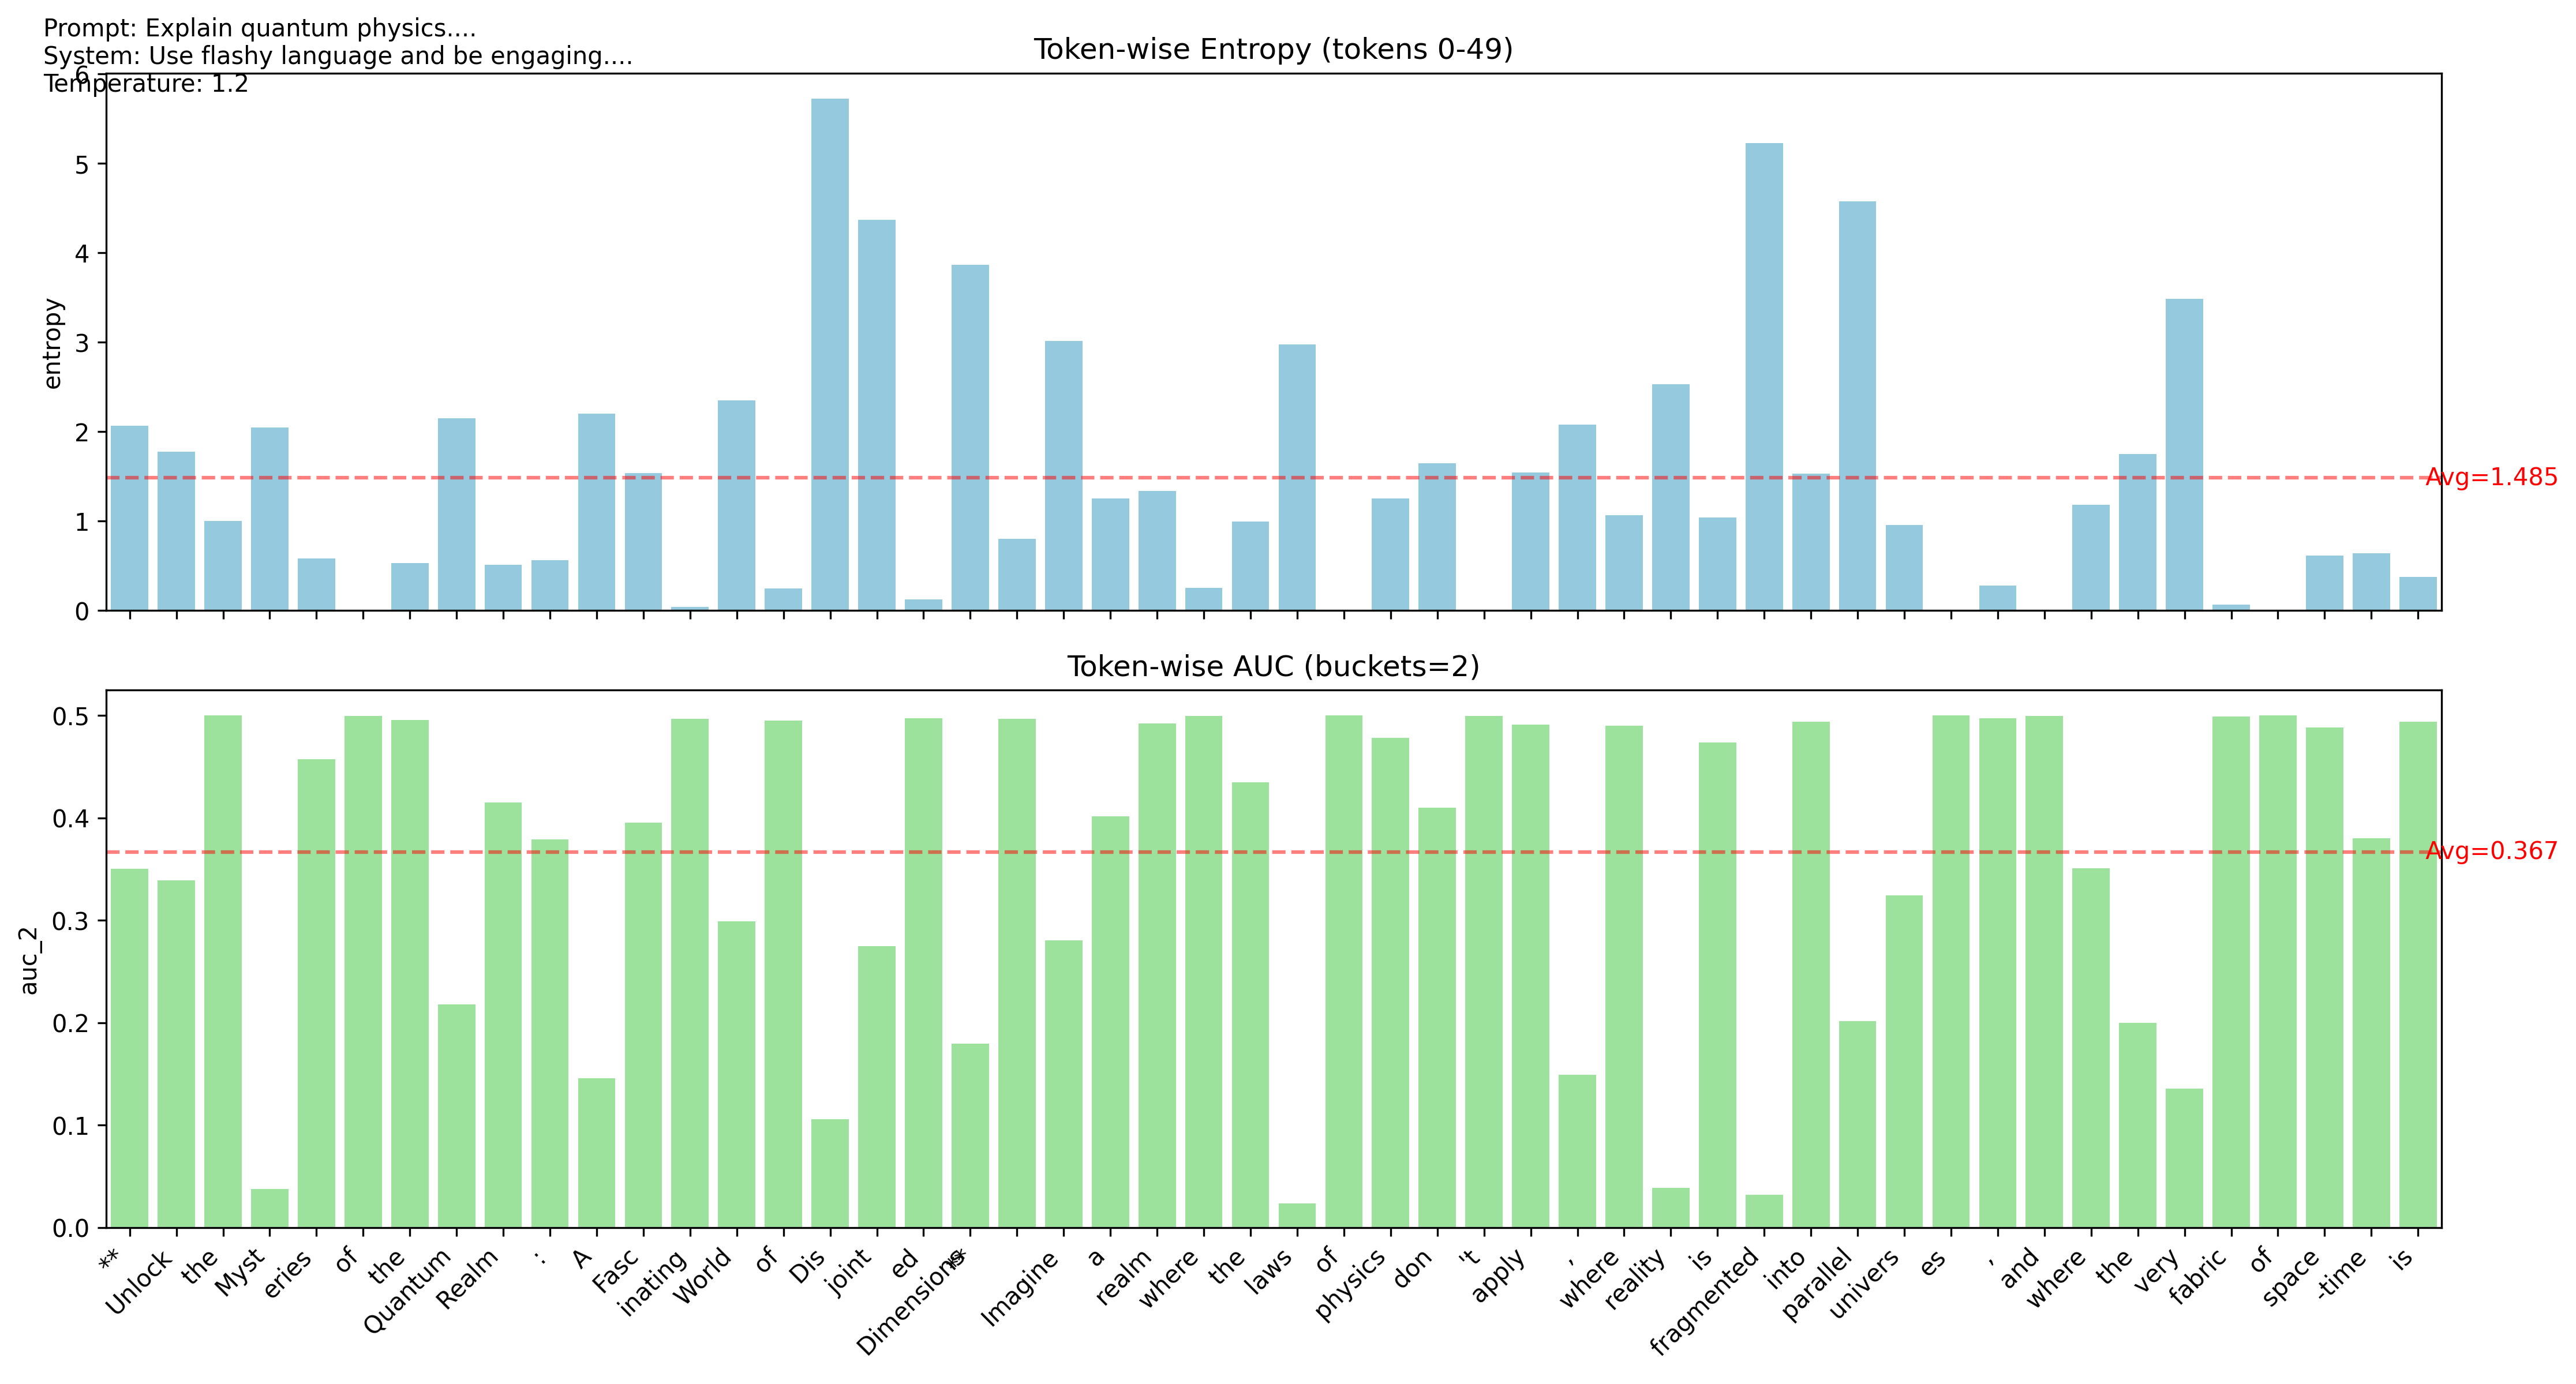 Prompt: Explain quantum physics....
System: Use flashy language and be engaging....
Temperature: 1.2
Token-wise Entropy (tokens 0-49)
6
5
4
3
2
1
0
entropy
Avg=1.485
Token-wise AUC (buckets=2)
0.5
0.4
0.3
0.2
0.1
0.0
auc_2
Avg=0.367
**
Unlock
the
Myst
eries
of
the
Quantum
Realm
:
A
Fasc
inating
World
of
Dis
joint
ed
Dimensions
**
Imagine
a
realm
where
the
laws
of
physics
don
't
apply
,
where
reality
is
fragmented
into
parallel
univers
es
,
and
where
the
very
fabric
of
space
-time
is